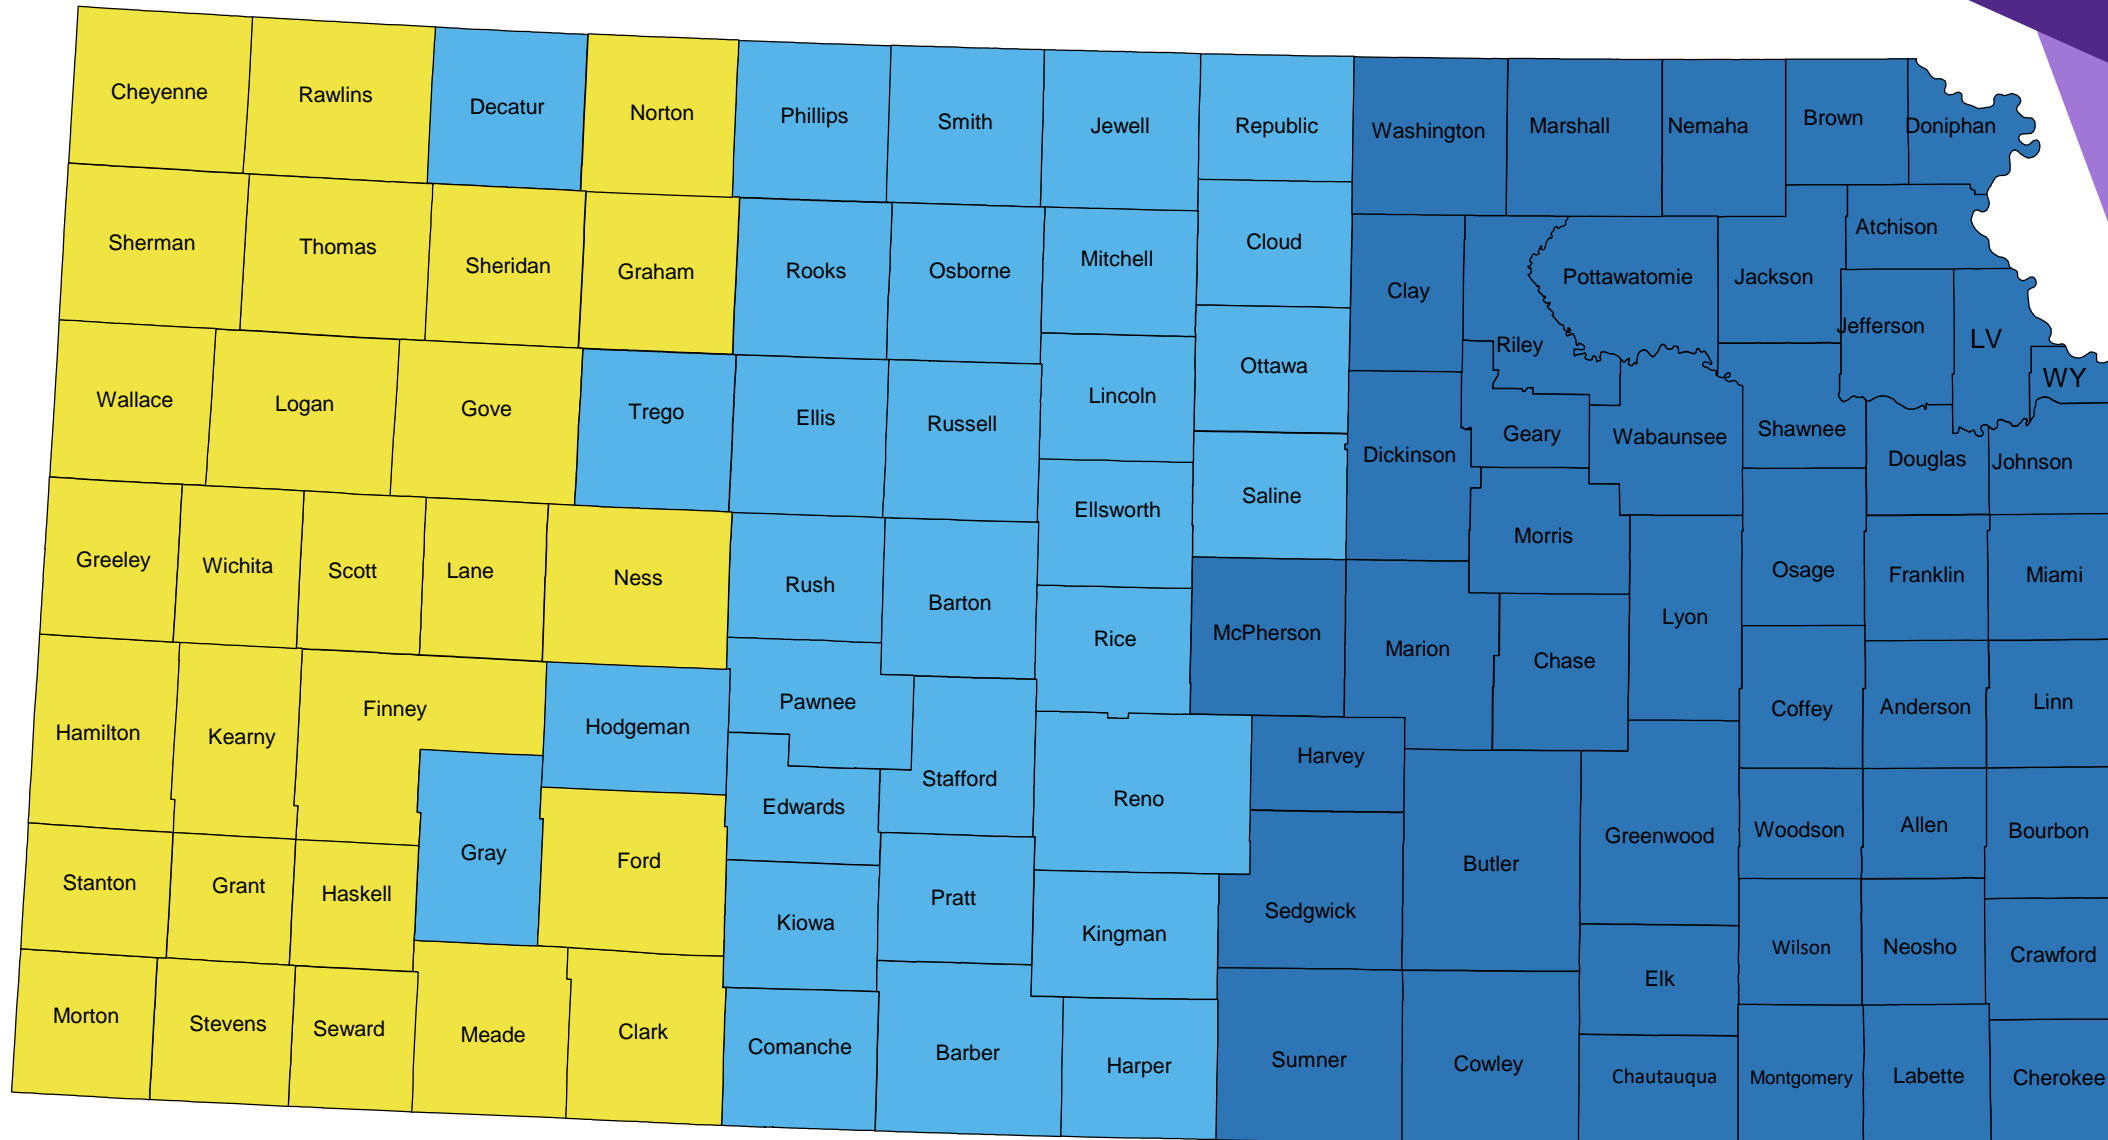 Cheyenne
Rawlins
Decatur
Norton
Phillips
Smith
Jewell
Republic
Washington
Marshall
Nemaha
Brown
Doniphan
Sherman
Thomas
Sheridan
Graham
Rooks
Osborne
Mitchell
Cloud
Clay
Riley
Pottawatomie
Jackson
Atchison
Jefferson
LV
WY
Wallace
Logan
Gove
Trego
Ellis
Russell
Lincoln
Ottawa
Saline
Dickinson
Geary
Wabaunsee
Shawnee
Douglas
Johnson
Greeley
Wichita
Scott
Lane
Ness
Rush
Barton
Ellsworth
Rice
McPherson
Marion
Morris
Chase
Lyon
Osage
Franklin
Miami
Hamilton
Kearny
Finney
Hodgeman
Pawnee
Stafford
Reno
Harvey
Coffey
Anderson
Linn
Stanton
Grant
Haskell
Gray
Ford
Edwards
Kiowa
Pratt
Kingman
Sedgwick
Butler
Greenwood
Woodson
Allen
Bourbon
Elk
Wilson
Neosho
Crawford
Morton
Stevens
Seward
Meade
Clark
Comanche
Barber
Harper
Sumner
Cowley
Chautauqua
Montgomery
Labette
Cherokee